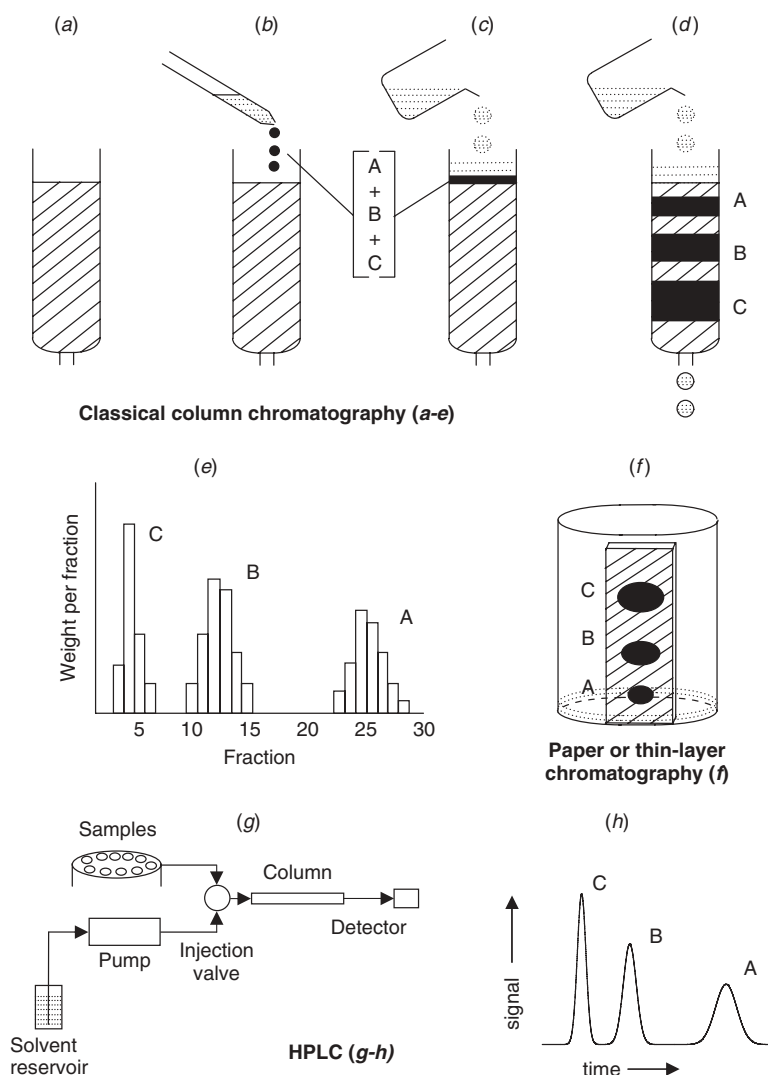 (a)
(b)
(c)
(d)
A
+
B
+
C
A
B
C
Classical column chromatography (a-e)
(e)
Weight per fraction
C
B
A
5 10 15 20 25 30
Fraction
(f)
C
B
A
Paper or thin-layer
chromatography (f)
(g)
Samples
Column
Detector
Pump
Injection
valve
Solvent
reservoir
HPLC (g-h)
(h)
C
B
A
signal
time